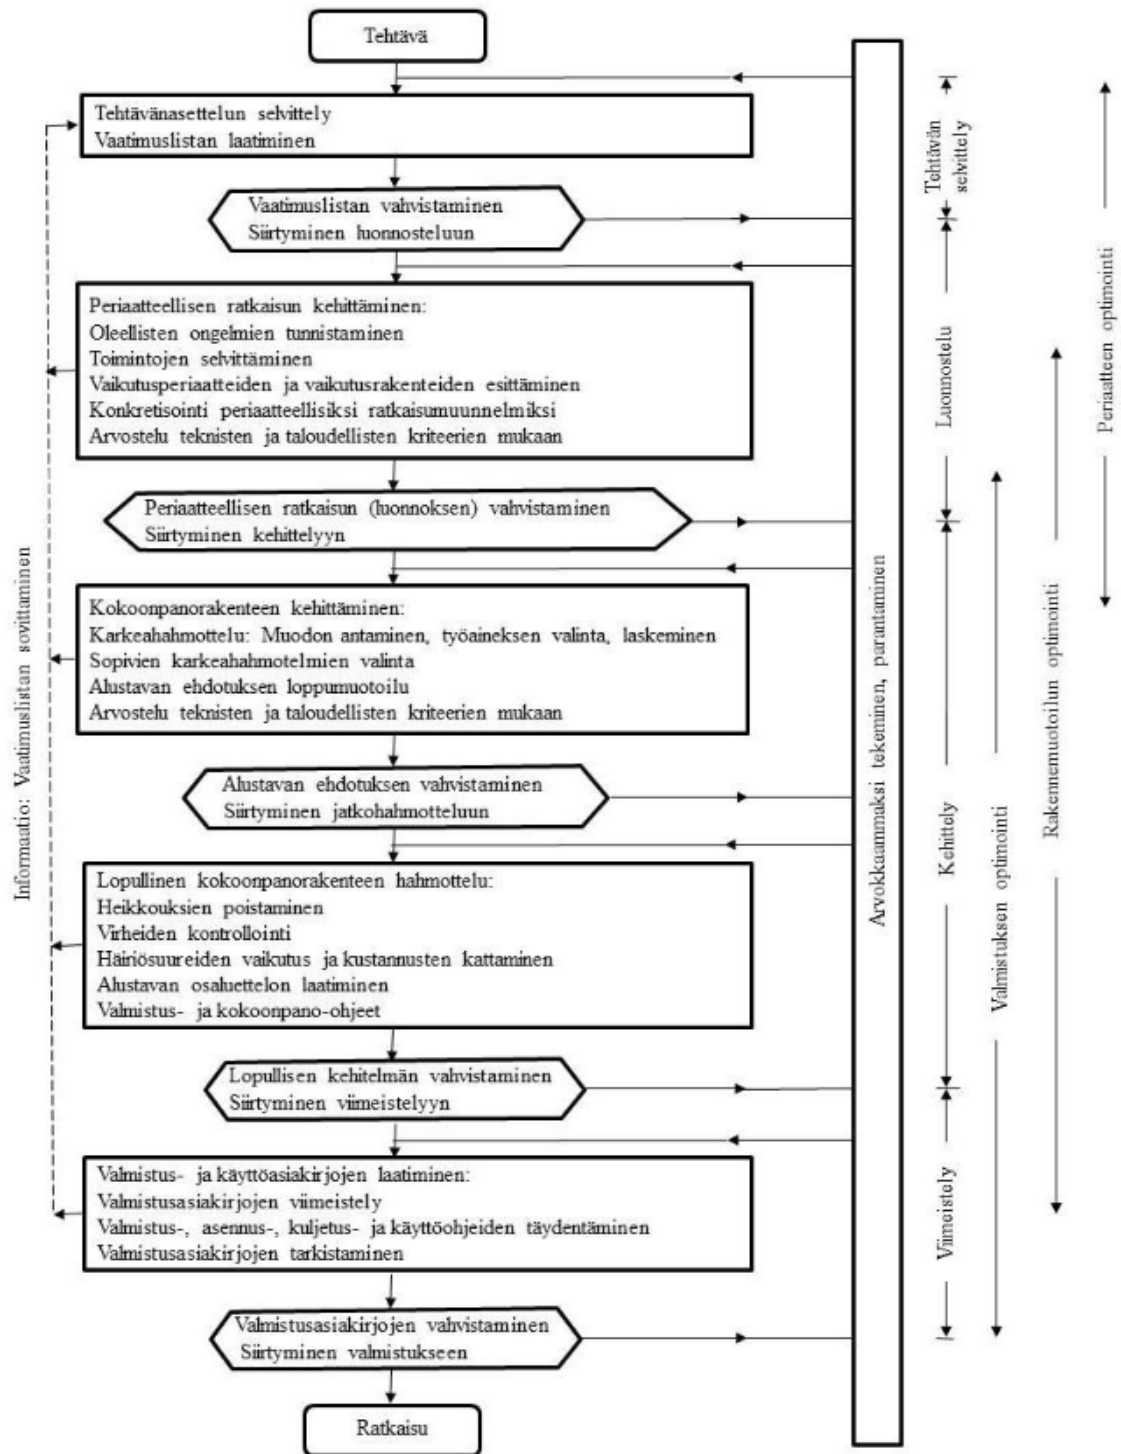 Tehtävä
Tehtävänasettelun selvittely
Vaatimuslistan laatiminen
Vaatimuslistan vahvistaminen
Siirtyminen luonnosteluun
Periaatteellisen ratkaisun kehittäminen:
Oleellisten ongelmien tunnistaminen
Toimintojen selvittäminen
Vaikutusperiaatteiden ja vaikutusrakenteiden esittäminen
Konkretisointi periaatteellisiksi ratkaisumuunnelmiksi
Arvostelu teknisten ja taloudellisten kriteerien mukaan
Periaatteellisen ratkaisun (luonnoksen) vahvistaminen
Siirtyminen kehittelyyn
Kokoonpanorakenteen kehittäminen:
Karkeahahmottelu: Muodon antaminen, työaineksen valinta, laskeminen
Sopivien karkeahahmotelmien valinta
Alustavan ehdotuksen loppumuotoilu
Arvostelu teknisten ja taloudellisten kriteerien mukaan
Alustavan ehdotuksen vahvistaminen
Siirtyminen jatkohahmotteluun
Lopullinen kokoonpanorakenteen hahmottelu:
Heikkouksien poistaminen
Virheiden kontrollointi
Häiriösuureiden vaikutus ja kustannusten kattaminen
Alustavan osaluettelon laatiminen
Valmistus- ja kokoonpano-ohjeet
Lopullisen kehitelmän vahvistaminen
Siirtyminen viimeistelyyn
Valmistus- ja käyttöasiakirjojen laatiminen:
Valmistusasiakirjojen viimeistely
Valmistus-, asennus-, kuljetus- ja käyttöohjeiden täydentäminen
Valmistusasiakirjojen tarkistaminen
Valmistusasiakirjojen vahvistaminen
Siirtyminen valmistukseen
Ratkaisu
Informaatio: Vaatimuslistan sovittaminen
Arvokkaammaksi tekeminen, parantaminen
Tehtävän
selvittely
Luonnostelu
Kehittely
Viimeistely
Valmistuksen optimointi
Rakennemuotoilun optimointi
Periaatteen optimointi